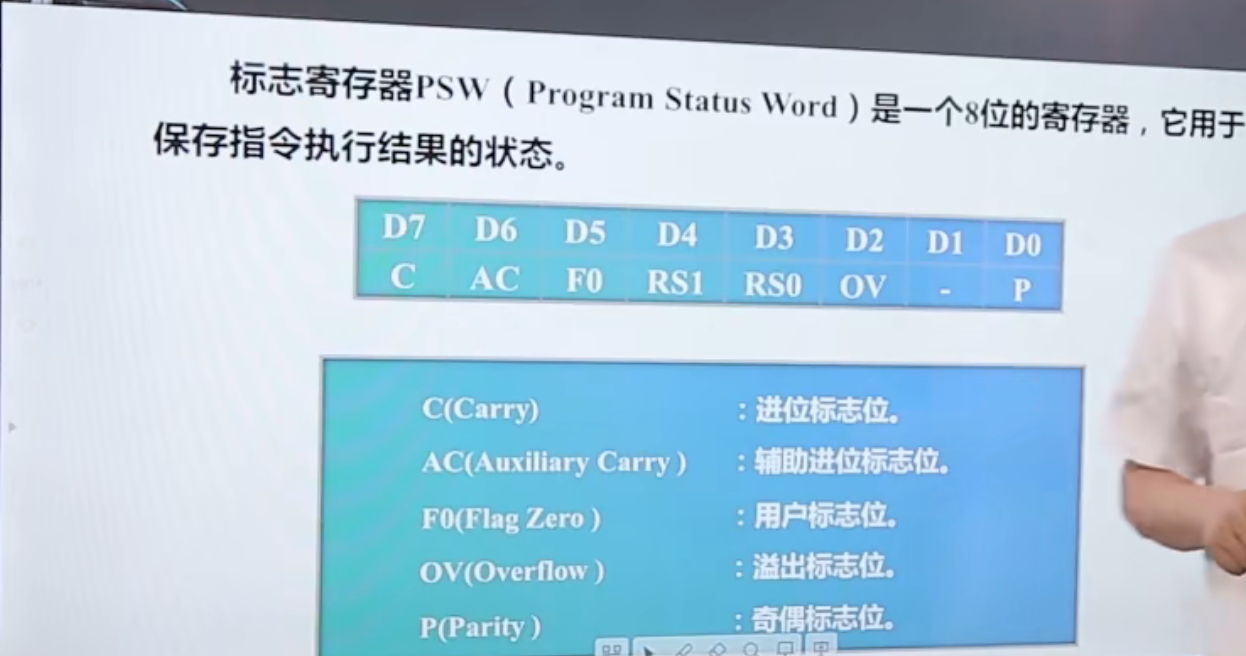 标志寄存器PSW（Program Status Word）是一个8位的寄存器，它用于
保存指令执行结果的状态。
D7 D6 D5 D4 D3 D2 D1 D0
C AC F0 RS1 RS0 OV - P
C(Carry) ：进位标志位。
AC(Auxiliary Carry ) ：辅助进位标志位。
F0(Flag Zero ) ：用户标志位。
OV(Overflow ) ：溢出标志位。
P(Parity ) ：奇偶标志位。